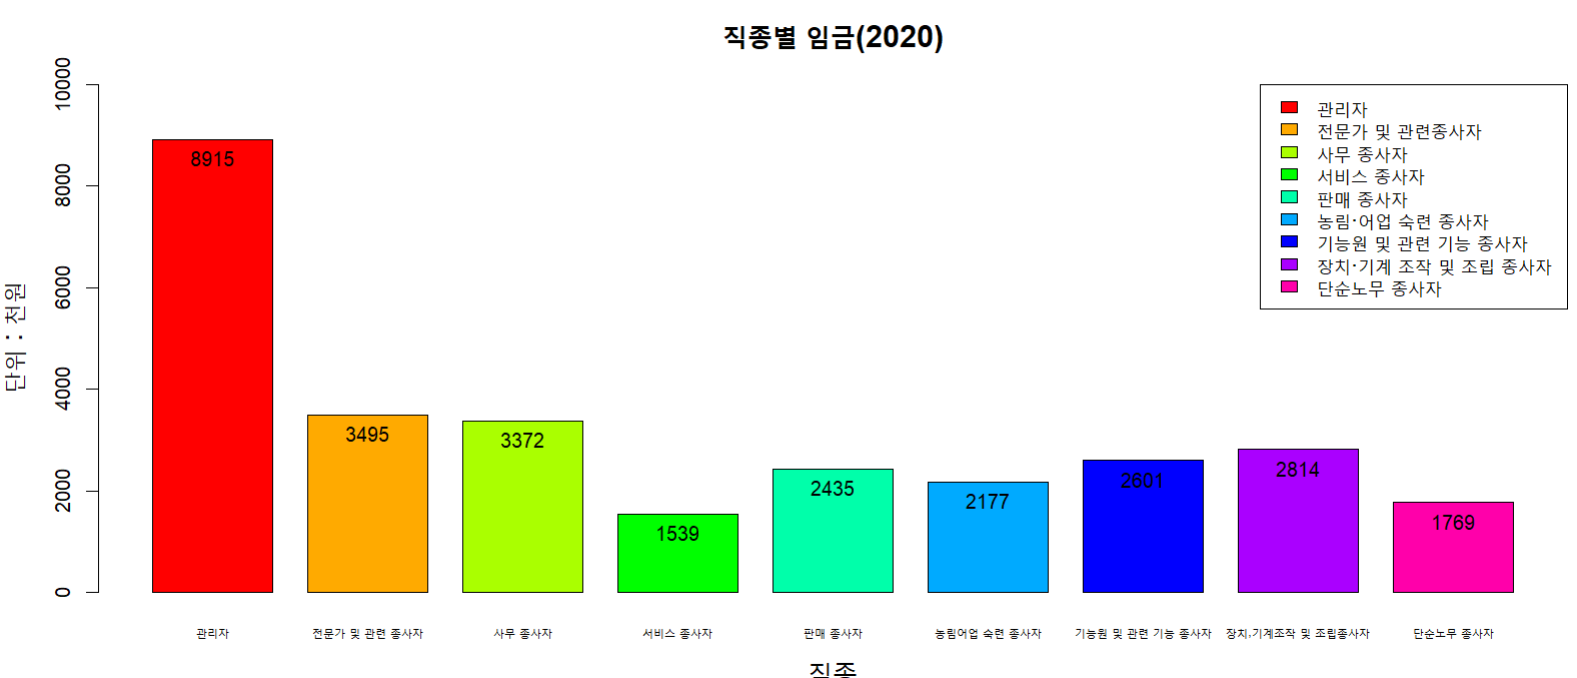 직종별 임금(2020)
단위 : 천원
10000
8000
6000
4000
2000
0
8915
3495
3372
1539
2435
2177
2601
2814
1769
관리자
전문가 및 관련종사자
사무 종사자
서비스 종사자
판매 종사자
농림·어업 숙련 종사자
기능원 및 관련 기능 종사자
장치·기계 조작 및 조립 종사자
단순노무 종사자
관리자
전문가 및 관련 종사자
사무 종사자
서비스 종사자
판매 종사자
농림어업 숙련 종사자
기능원 및 관련 기능 종사자
장치,기계조작 및 조립종사자
단순노무 종사자
직종